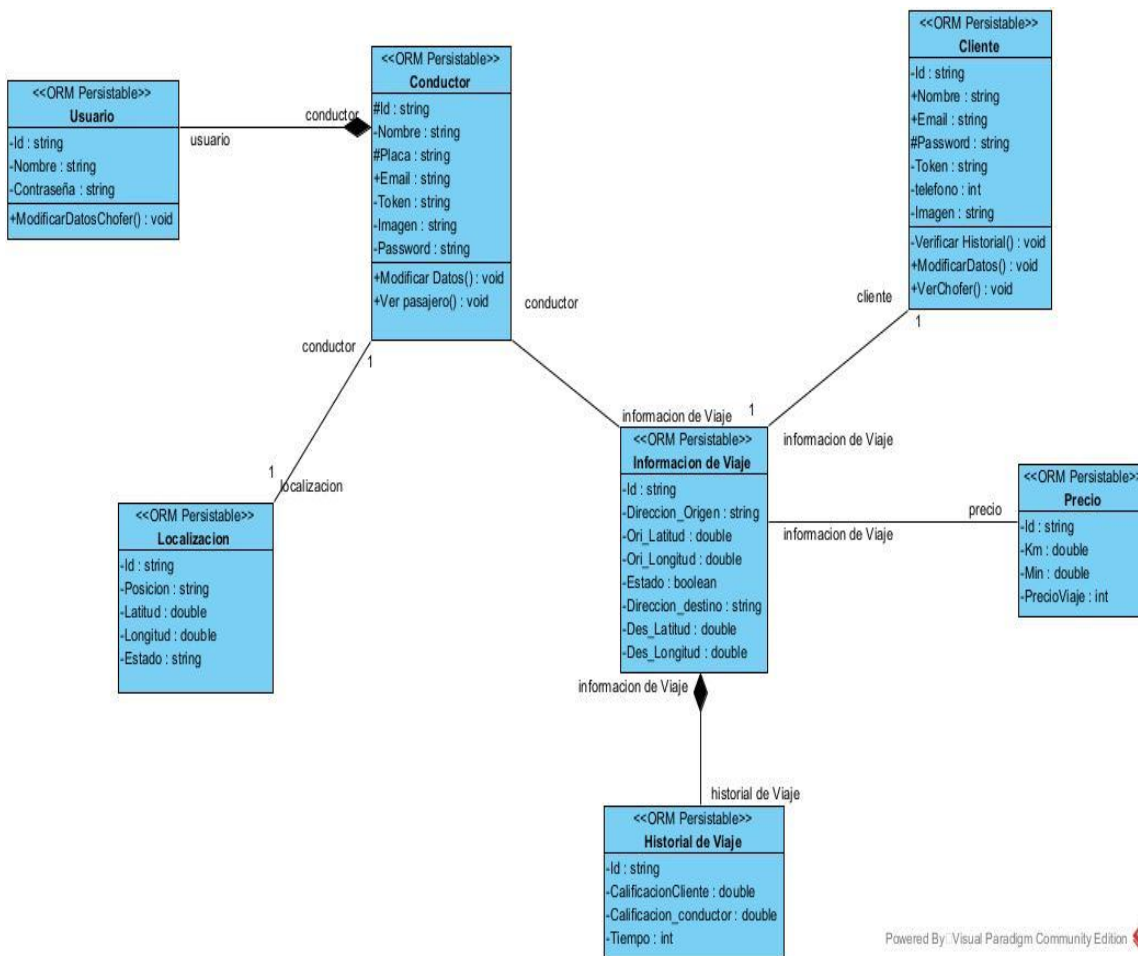 <<ORM Persistable>>
Usuario
-Id : string
-Nombre : string
-Contraseña : string
+ModificarDatosChofer() : void
usuario
conductor
<<ORM Persistable>>
Conductor
#Id : string
-Nombre : string
#Placa : string
+Email : string
-Token : string
-Imagen : string
-Password : string
+Modificar Datos() : void
+Ver pasajero() : void
<<ORM Persistable>>
Cliente
-Id : string
+Nombre : string
+Email : string
#Password : string
-Token : string
-telefono : int
-Imagen : string
-Verificar Historial() : void
+ModificarDatos() : void
+VerChofer() : void
conductor
cliente
1
conductor
1
1
localizacion
informacion de Viaje
1
informacion de Viaje
<<ORM Persistable>>
Localizacion
-Id : string
-Posicion : string
-Latitud : double
-Longitud : double
-Estado : string
<<ORM Persistable>>
Informacion de Viaje
-Id : string
-Direccion_Origen : string
-Ori_Latitud : double
-Ori_Longitud : double
-Estado : boolean
-Direccion_destino : string
-Des_Latitud : double
-Des_Longitud : double
precio
informacion de Viaje
<<ORM Persistable>>
Precio
-Id : string
-Km : double
-Min : double
-PrecioViaje : int
informacion de Viaje
historial de Viaje
<<ORM Persistable>>
Historial de Viaje
-Id : string
-CalificacionCliente : double
-Calificacion_conductor : double
-Tiempo : int
Powered By Visual Paradigm Community Edition